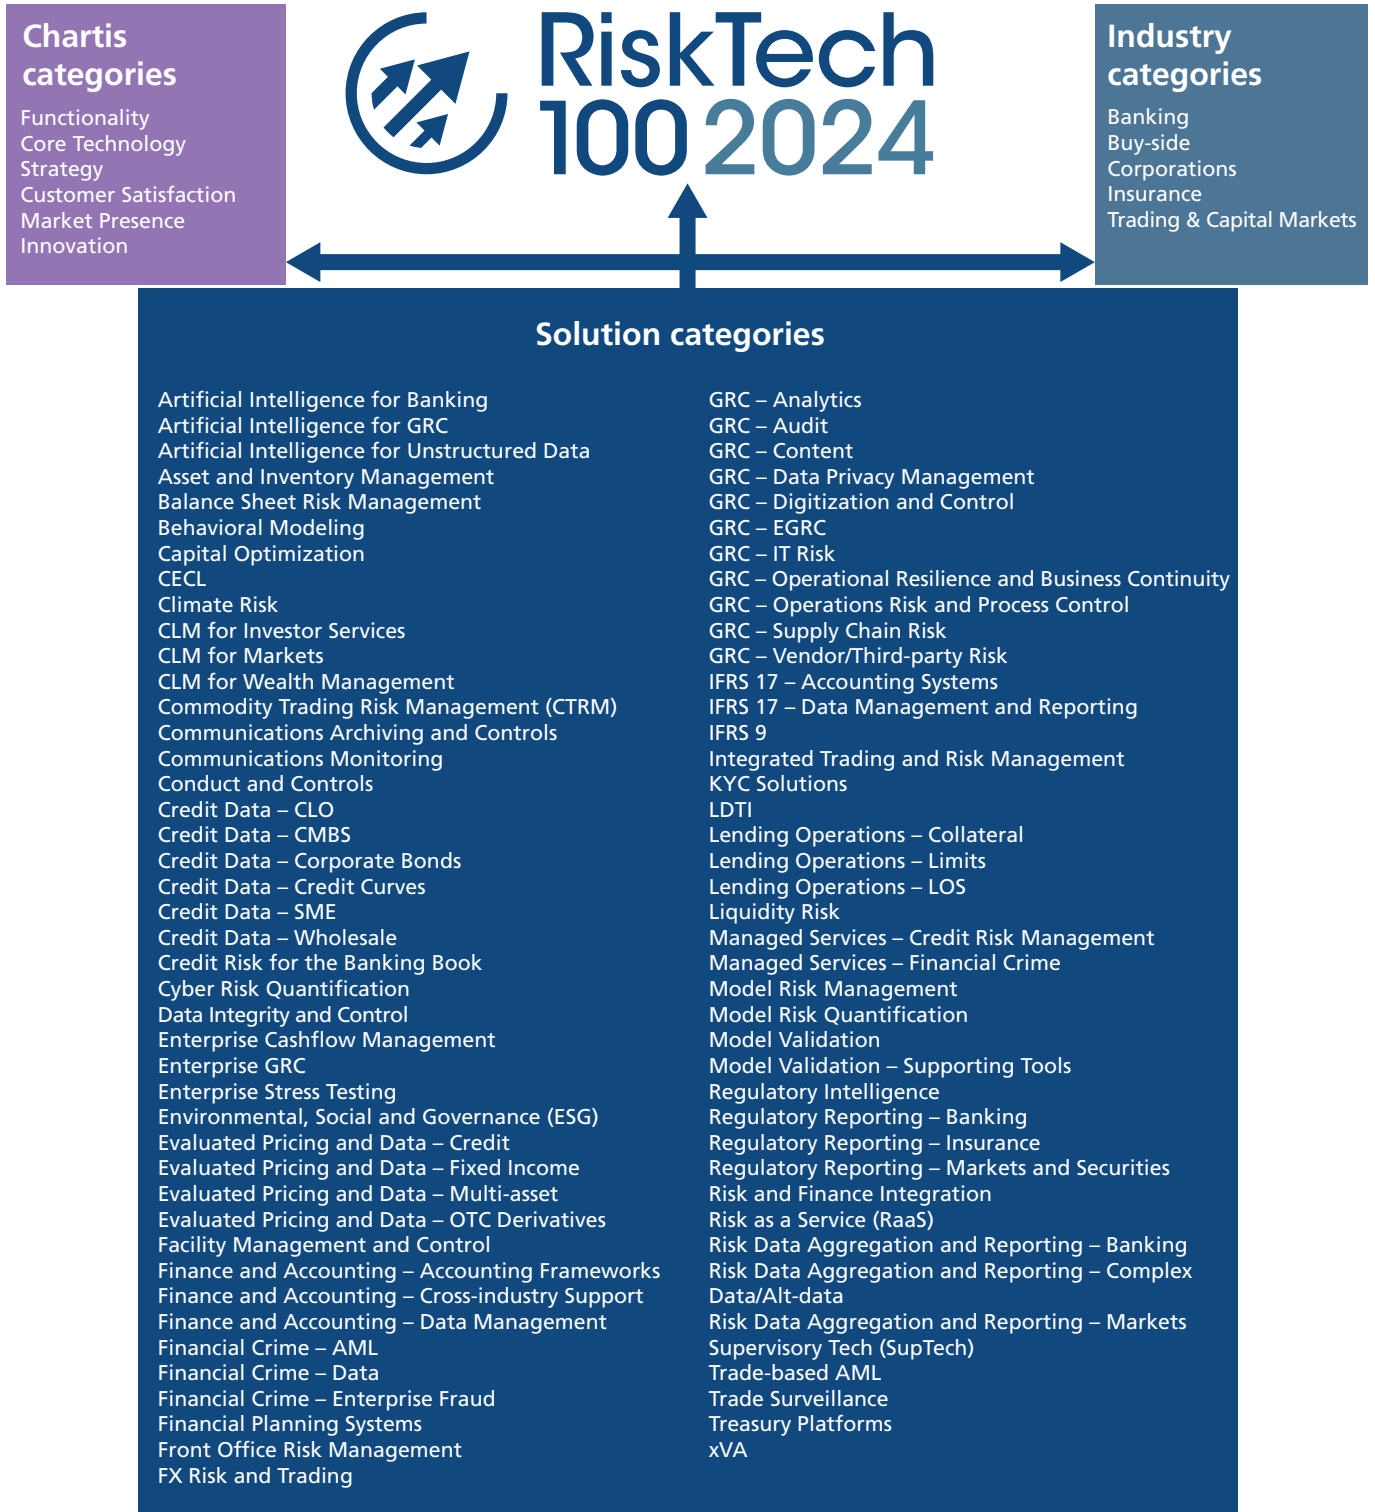 Chartis
categories
Functionality
Core Technology
Strategy
Customer Satisfaction
Market Presence
Innovation
RiskTech
100 2024
Industry
categories
Banking
Buy-side
Corporations
Insurance
Trading & Capital Markets
Solution categories
Artificial Intelligence for Banking
Artificial Intelligence for GRC
Artificial Intelligence for Unstructured Data
Asset and Inventory Management
Balance Sheet Risk Management
Behavioral Modeling
Capital Optimization
CECL
Climate Risk
CLM for Investor Services
CLM for Markets
CLM for Wealth Management
Commodity Trading Risk Management (CTRM)
Communications Archiving and Controls
Communications Monitoring
Conduct and Controls
Credit Data – CLO
Credit Data – CMBS
Credit Data – Corporate Bonds
Credit Data – Credit Curves
Credit Data – SME
Credit Data – Wholesale
Credit Risk for the Banking Book
Cyber Risk Quantification
Data Integrity and Control
Enterprise Cashflow Management
Enterprise GRC
Enterprise Stress Testing
Environmental, Social and Governance (ESG)
Evaluated Pricing and Data – Credit
Evaluated Pricing and Data – Fixed Income
Evaluated Pricing and Data – Multi-asset
Evaluated Pricing and Data – OTC Derivatives
Facility Management and Control
Finance and Accounting – Accounting Frameworks
Finance and Accounting – Cross-industry Support
Finance and Accounting – Data Management
Financial Crime – AML
Financial Crime – Data
Financial Crime – Enterprise Fraud
Financial Planning Systems
Front Office Risk Management
FX Risk and Trading
GRC – Analytics
GRC – Audit
GRC – Content
GRC – Data Privacy Management
GRC – Digitization and Control
GRC – EGRC
GRC – IT Risk
GRC – Operational Resilience and Business Continuity
GRC – Operations Risk and Process Control
GRC – Supply Chain Risk
GRC – Vendor/Third-party Risk
IFRS 17 – Accounting Systems
IFRS 17 – Data Management and Reporting
IFRS 9
Integrated Trading and Risk Management
KYC Solutions
LDTI
Lending Operations – Collateral
Lending Operations – Limits
Lending Operations – LOS
Liquidity Risk
Managed Services – Credit Risk Management
Managed Services – Financial Crime
Model Risk Management
Model Risk Quantification
Model Validation
Model Validation – Supporting Tools
Regulatory Intelligence
Regulatory Reporting – Banking
Regulatory Reporting – Insurance
Regulatory Reporting – Markets and Securities
Risk and Finance Integration
Risk as a Service (RaaS)
Risk Data Aggregation and Reporting – Banking
Risk Data Aggregation and Reporting – Complex
Data/Alt-data
Risk Data Aggregation and Reporting – Markets
Supervisory Tech (SupTech)
Trade-based AML
Trade Surveillance
Treasury Platforms
xVA